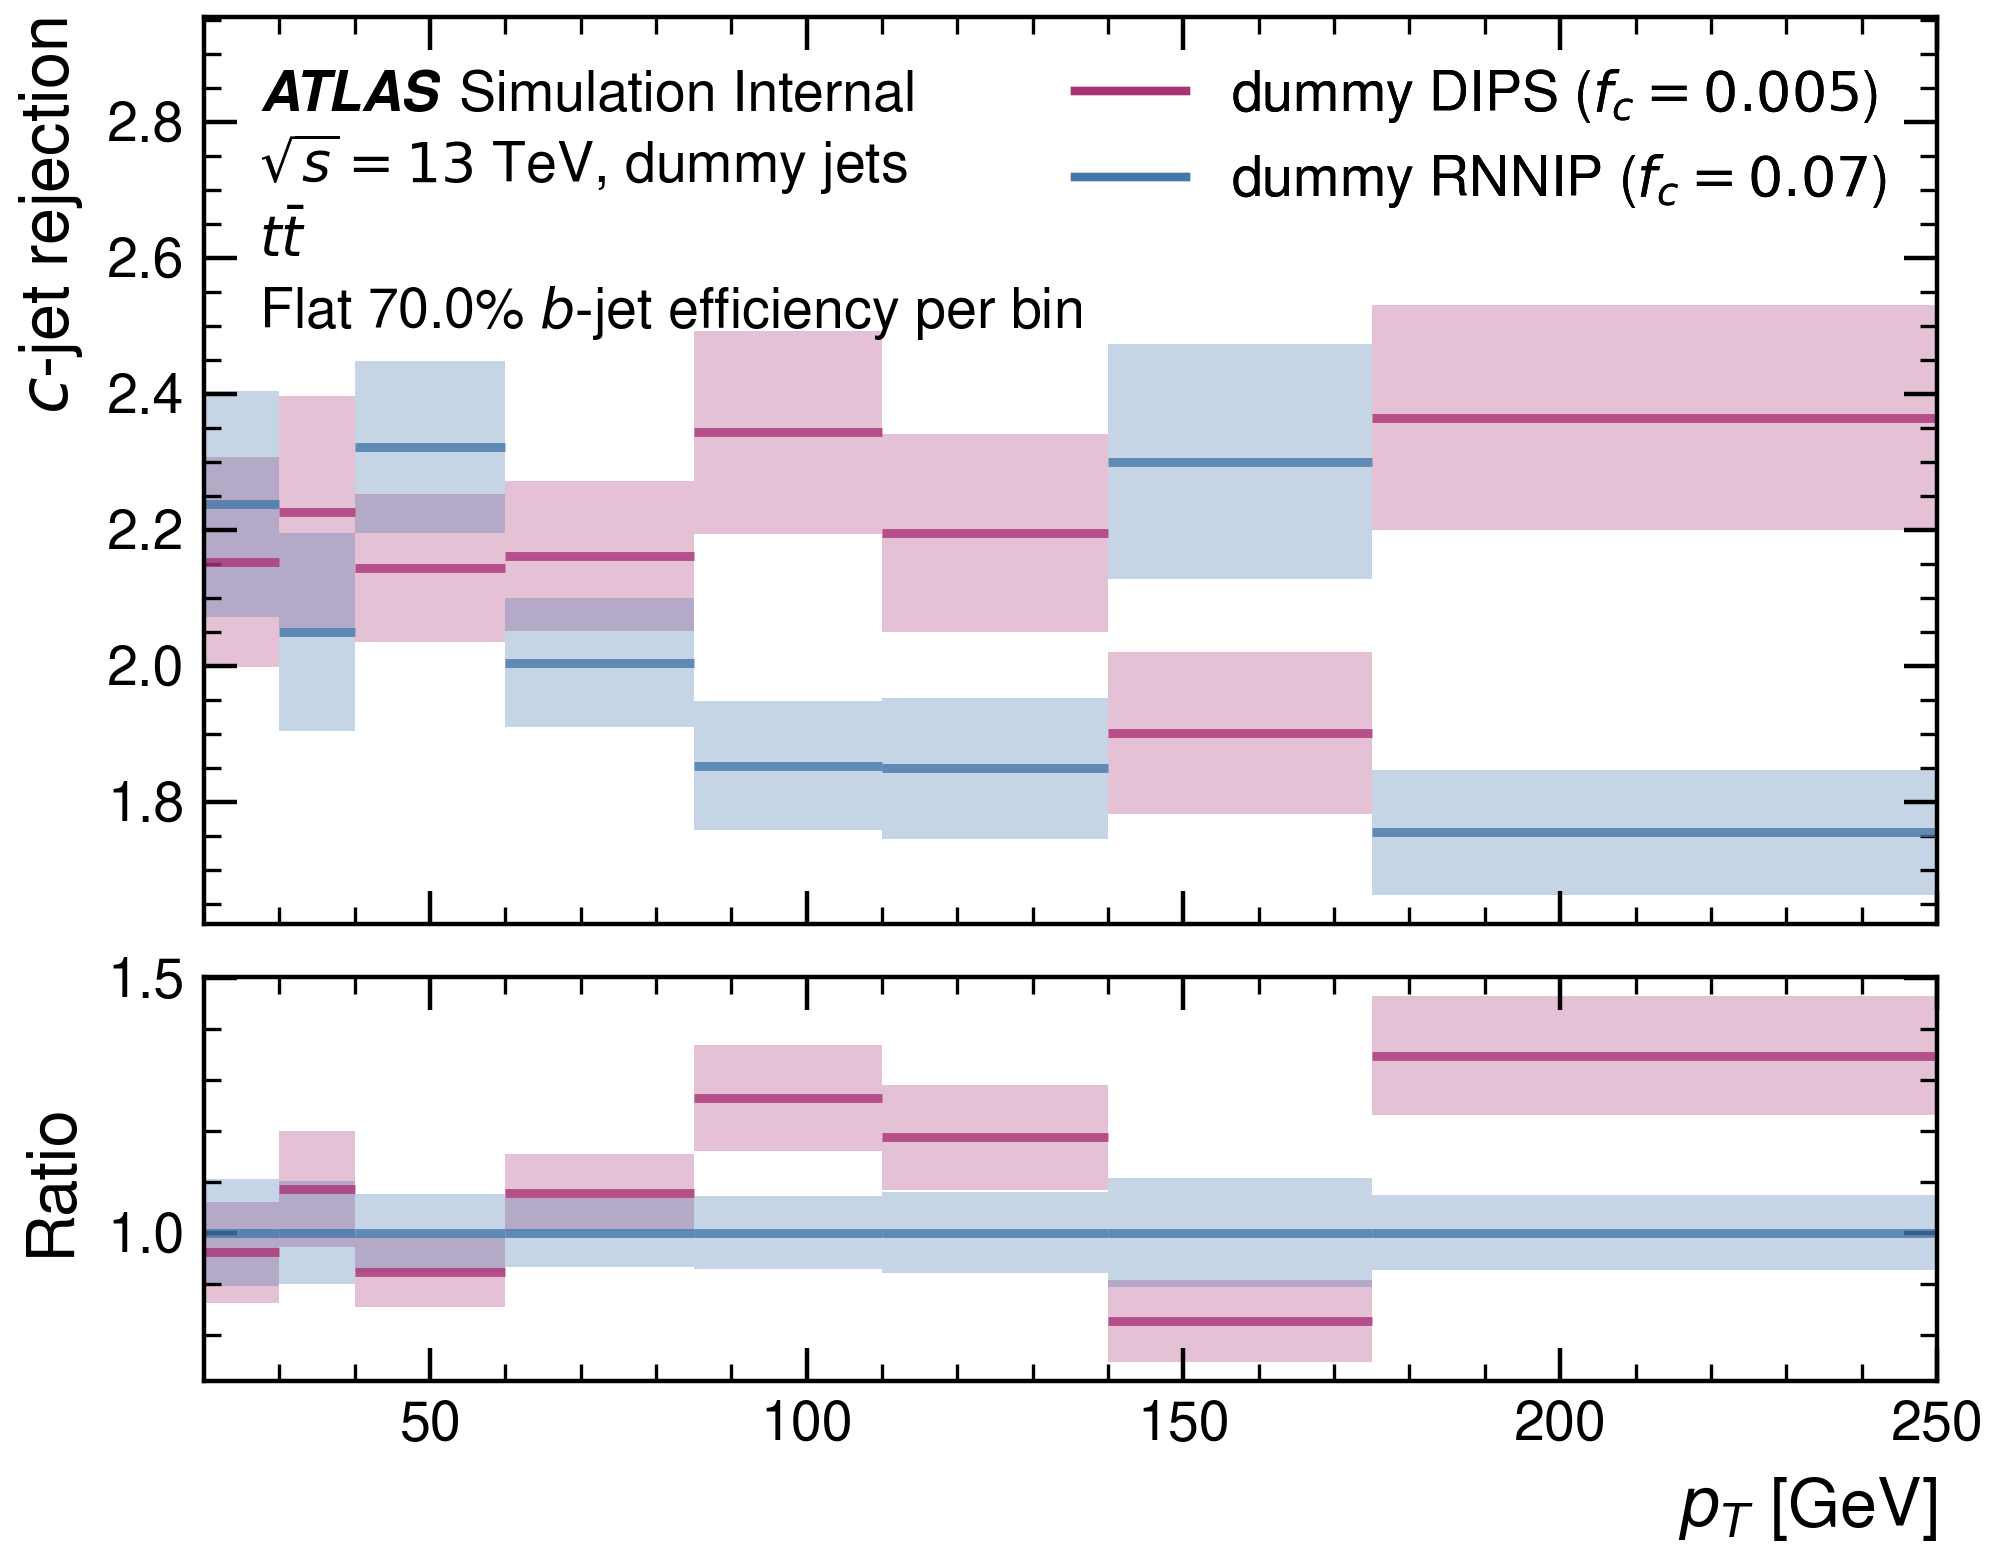 c-jet rejection
2.8
2.6
2.4
2.2
2.0
1.8
ATLAS Simulation Internal
√s = 13 TeV, dummy jets
tt̄
Flat 70.0% b-jet efficiency per bin
dummy DIPS (f_c = 0.005)
dummy RNNIP (f_c = 0.07)
Ratio
1.5
1.0
50 100 150 200 250
p_T [GeV]